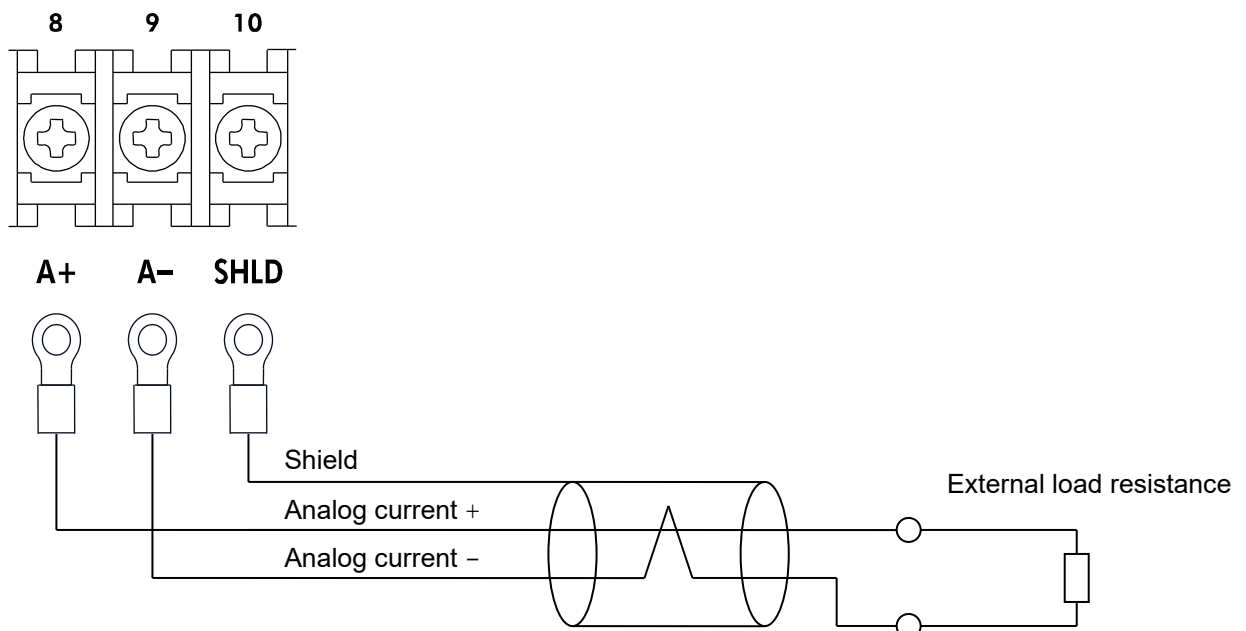 8 9 10
A+ A− SHLD
Shield
External load resistance
Analog current +
Analog current −